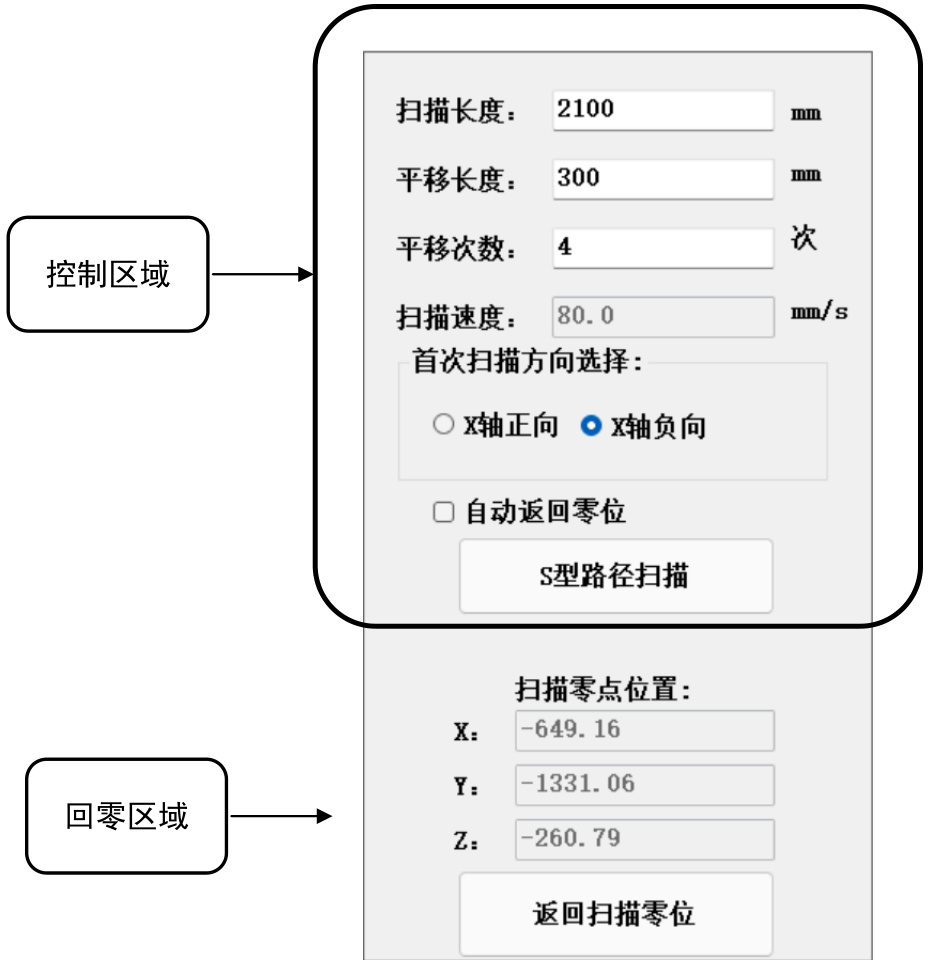 扫描长度: 2100 mm
平移长度: 300 mm
平移次数: 4 次
控制区域
扫描速度: 80.0 mm/s
首次扫描方向选择:
X轴正向 X轴负向
自动返回零位
S型路径扫描
扫描零点位置:
X: -649.16
Y: -1331.06
回零区域
Z: -260.79
返回扫描零位